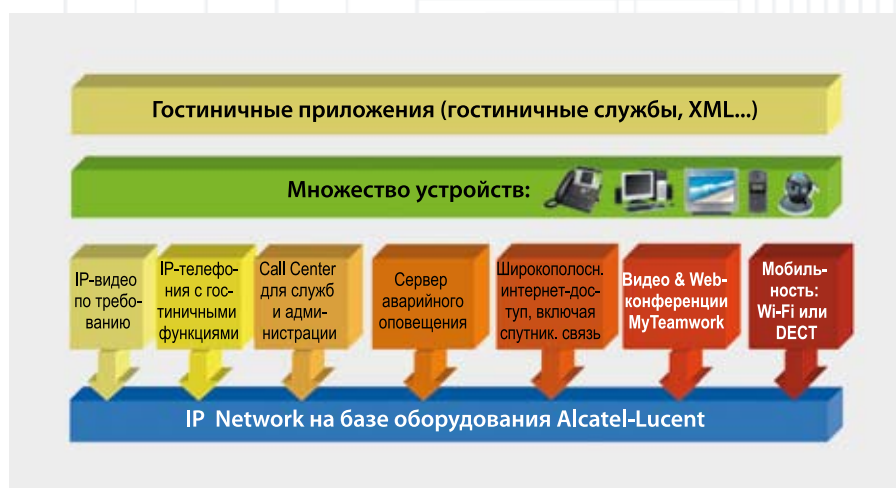 Гостиничные приложения (гостиничные службы, XML...)
Множество устройств:
IP-видео
по требо-
ванию
IP-телефо-
ния с гос-
тиничными
функциями
Call Center
для служб
и адми-
нистрации
Сервер
аварийного
оповещения
Широкополосн.
интернет-дос-
туп, включая
спутник. связь
Видео & Web-
конференции
MyTeamwork
Мобиль-
ность:
Wi-Fi или
DECT
IP Network на базе оборудования Alcatel-Lucent